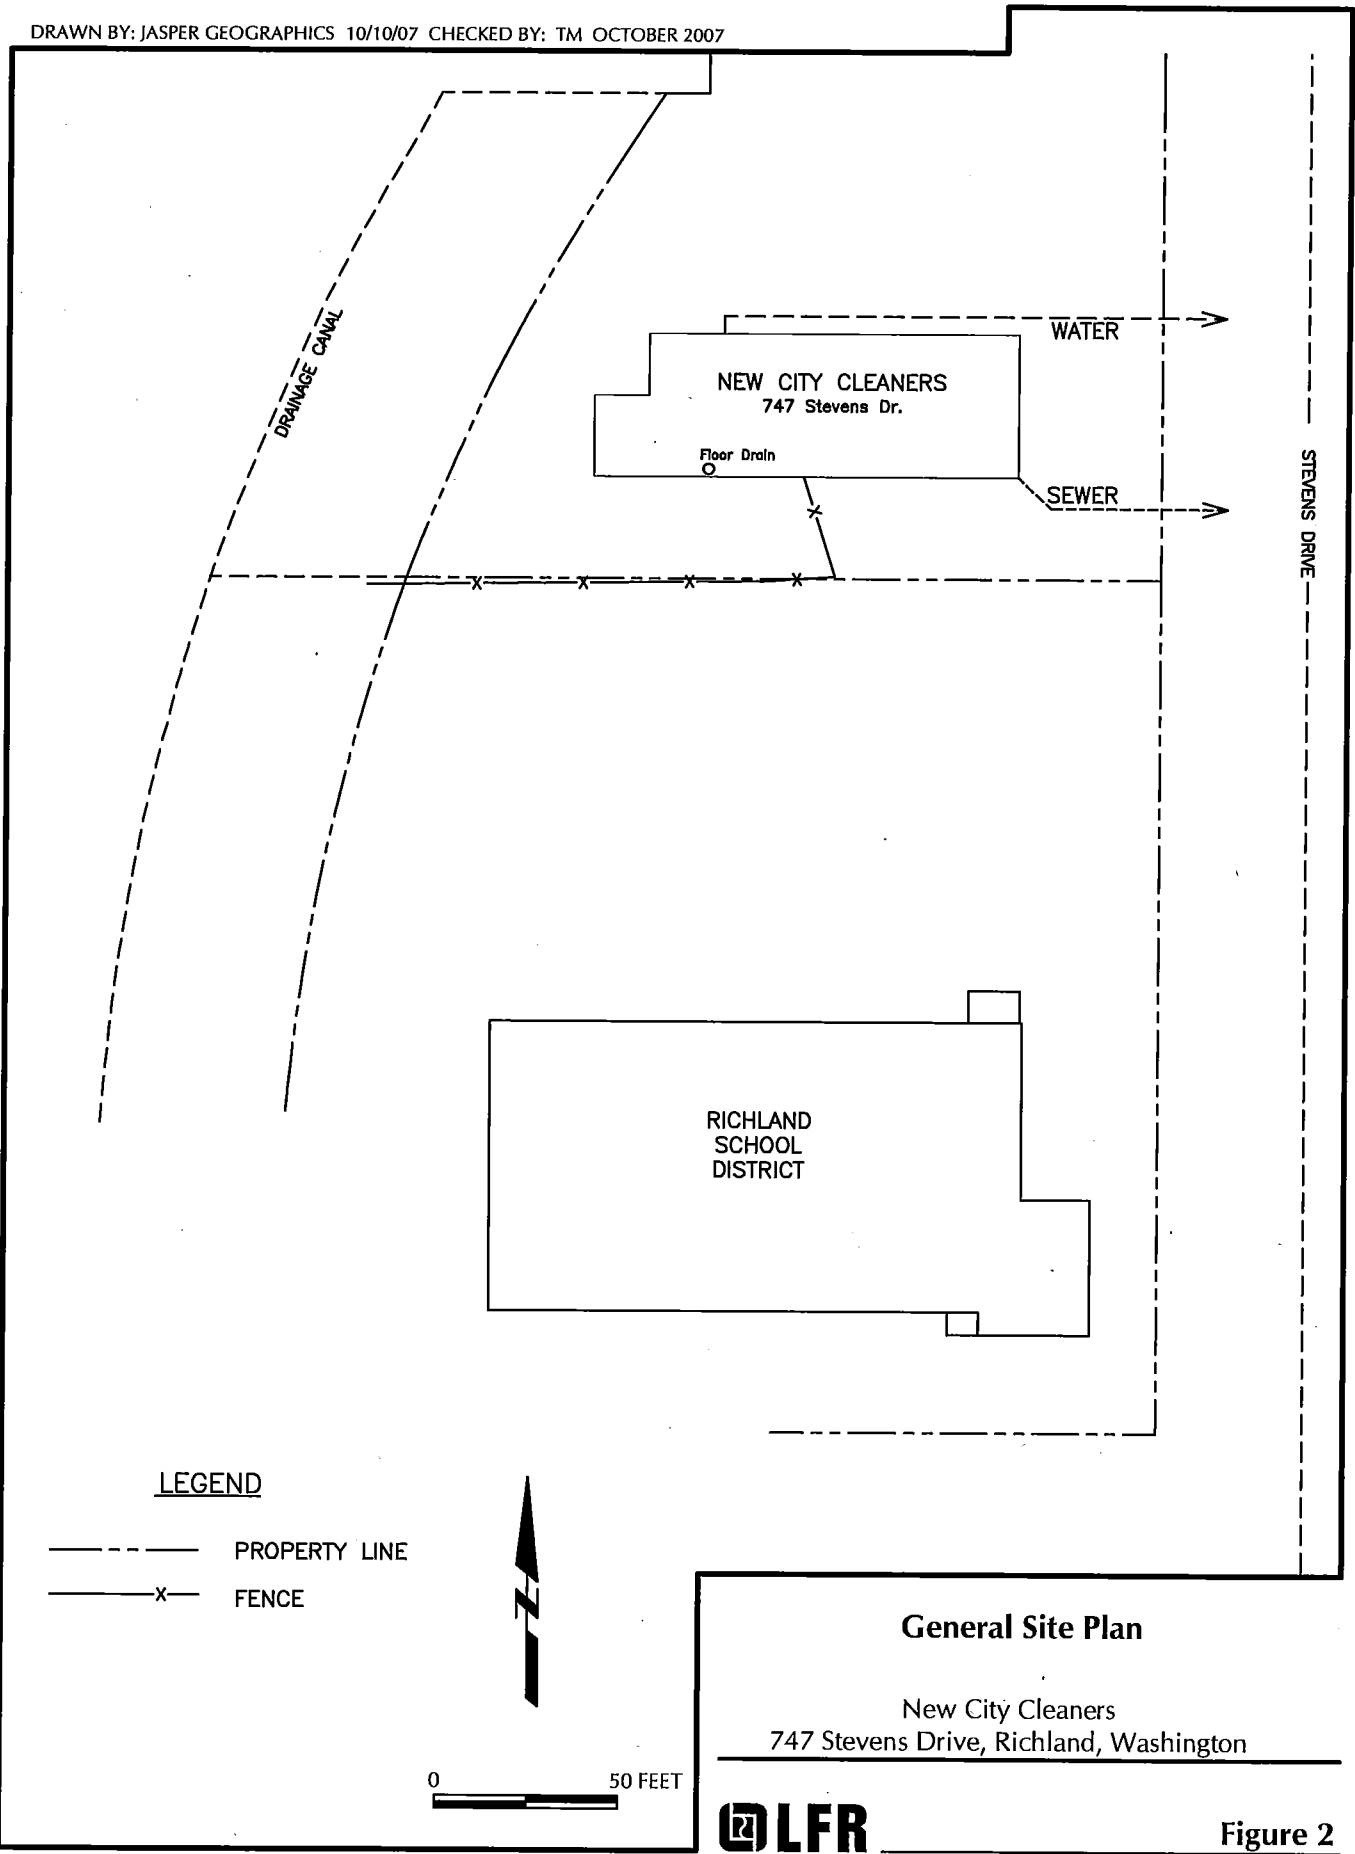 DRAWN BY: JASPER GEOGRAPHICS 10/10/07 CHECKED BY: TM OCTOBER 2007
DRAINAGE CANAL
WATER
NEW CITY CLEANERS
747 Stevens Dr.
Floor Drain
X
SEWER
STEVENS DRIVE
X X X X
RICHLAND
SCHOOL
DISTRICT
LEGEND
PROPERTY LINE
X FENCE
N
0 50 FEET
General Site Plan
New City Cleaners
747 Stevens Drive, Richland, Washington
LFR
Figure 2